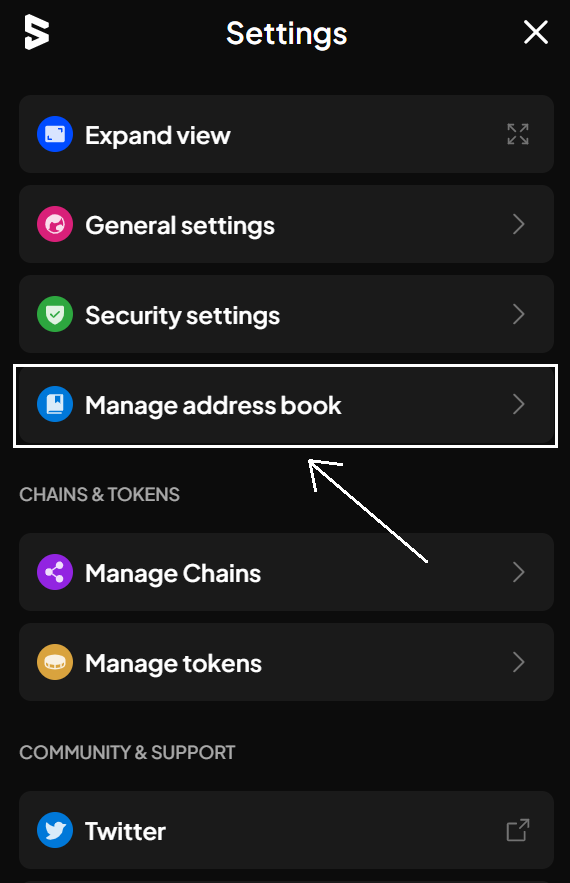 Settings
Expand view
General settings
Security settings
Manage address book
CHAINS & TOKENS
Manage Chains
Manage tokens
COMMUNITY & SUPPORT
Twitter